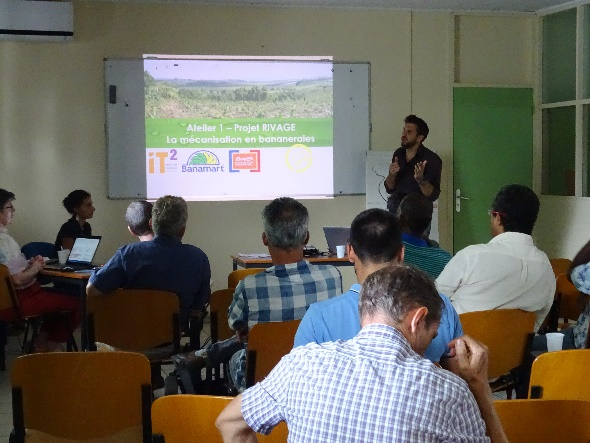 Atelier 1 – Projet RIVAGE
La mécanisation en bananeraies
iT2
Banamart